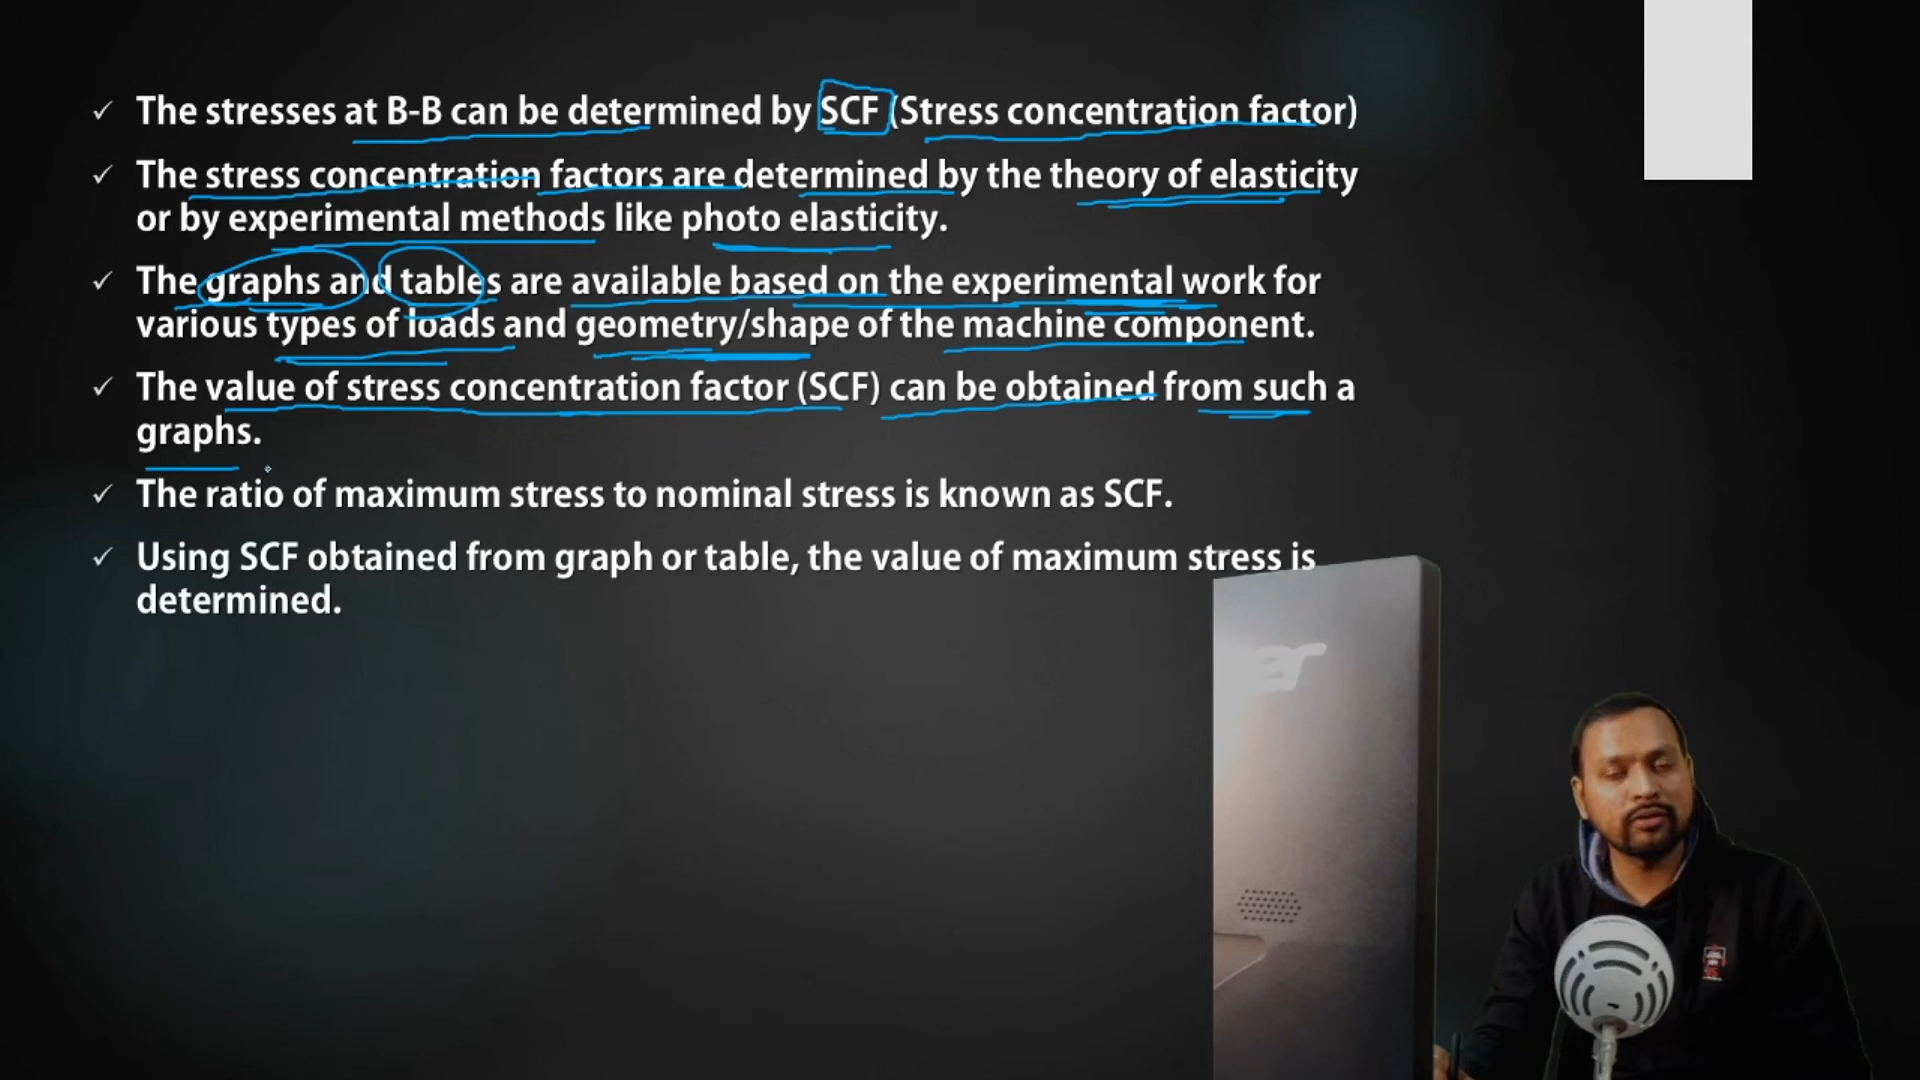 The stresses at B-B can be determined by SCF (Stress concentration factor)
The stress concentration factors are determined by the theory of elasticity
or by experimental methods like photo elasticity.
The graphs and tables are available based on the experimental work for
various types of loads and geometry/shape of the machine component.
The value of stress concentration factor (SCF) can be obtained from such a
graphs.
The ratio of maximum stress to nominal stress is known as SCF.
Using SCF obtained from graph or table, the value of maximum stress is
determined.